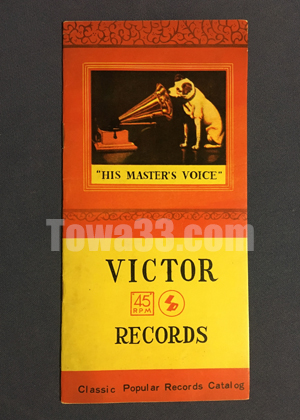 "HIS MASTER'S VOICE"
Towa33.com
VICTOR
45
RPM
RECORDS
Classic Popular Records Catalog